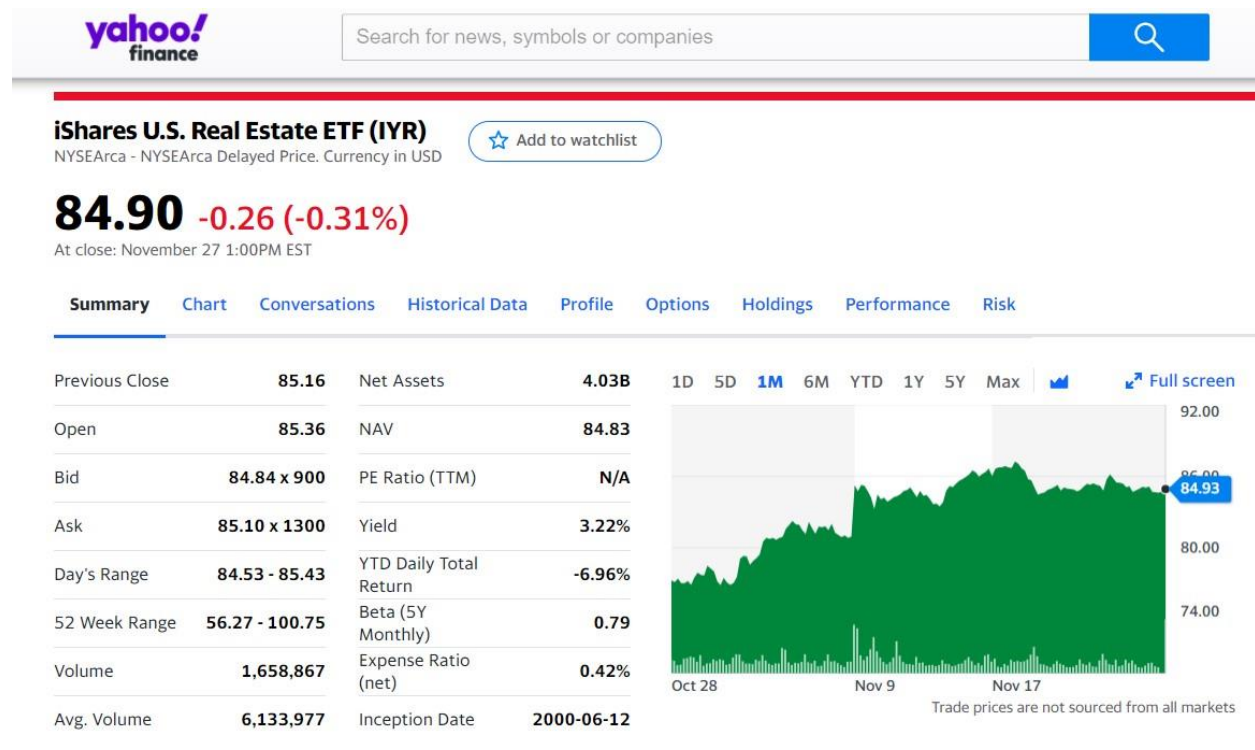 yahoo!
finance
Search for news, symbols or companies
iShares U.S. Real Estate ETF (IYR)
Add to watchlist
NYSEArca - NYSEArca Delayed Price. Currency in USD
84.90 -0.26 (-0.31%)
At close: November 27 1:00PM EST
Summary Chart Conversations Historical Data Profile Options Holdings Performance Risk
Previous Close 85.16
Open 85.36
Bid 84.84 x 900
Ask 85.10 x 1300
Day's Range 84.53 - 85.43
52 Week Range 56.27 - 100.75
Volume 1,658,867
Avg. Volume 6,133,977
Net Assets 4.03B
NAV 84.83
PE Ratio (TTM) N/A
Yield 3.22%
YTD Daily Total
Return -6.96%
Beta (5Y
Monthly) 0.79
Expense Ratio
(net) 0.42%
Inception Date 2000-06-12
1D 5D 1M 6M YTD 1Y 5Y Max Full screen
92.00
86.00
84.93
80.00
74.00
Oct 28 Nov 9 Nov 17
Trade prices are not sourced from all markets